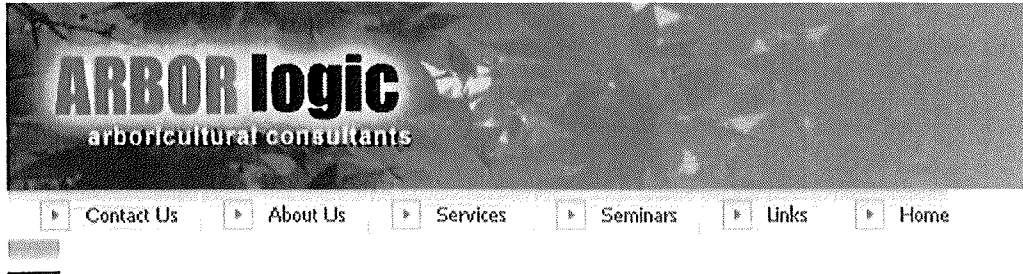 ARBOR logic
arboricultural consultants
Contact Us About Us Services Seminars Links Home